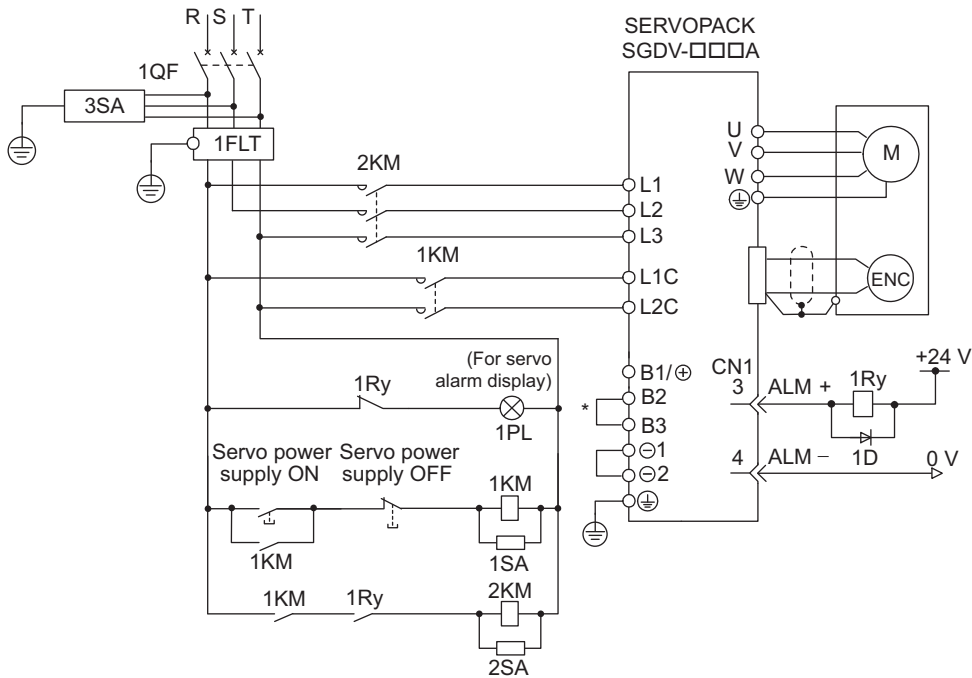 R S T
SERVOPACK
SGDV-□□□A
1QF
3SA
1FLT
2KM
U
V
W
M
L1
L2
L3
1KM
L1C
L2C
ENC
(For servo
alarm display)
1Ry
1PL
B1/⊕
B2
*
B3
⊖1
⊖2
CN1
3 ALM +
1Ry
+24 V
1D
4 ALM −
0 V
Servo power
supply ON
Servo power
supply OFF
1KM
1KM
1SA
1KM
1Ry
2KM
2SA